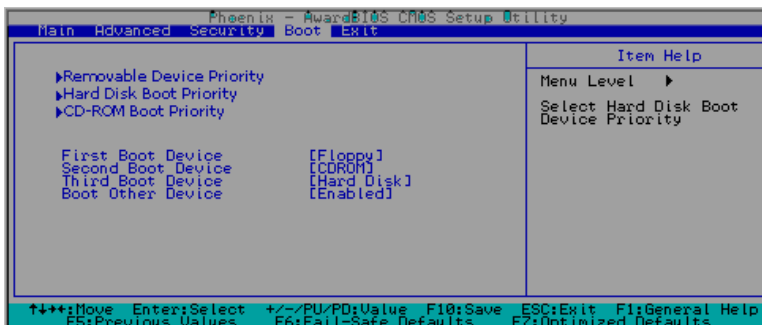 Phoenix - AwardBIOS CMOS Setup Utility
Main Advanced Security Boot Exit
▶Removable Device Priority
▶Hard Disk Boot Priority
▶CD-ROM Boot Priority
First Boot Device [Floppy]
Second Boot Device [CDROM]
Third Boot Device [Hard Disk]
Boot Other Device [Enabled]
Item Help
Menu Level ▶
Select Hard Disk Boot
Device Priority
↑↓→←:Move Enter:Select +/-/PU/PD:Value F10:Save ESC:Exit F1:General Help
F5:Previous Values F6:Fail-Safe Defaults F7:Optimized Defaults